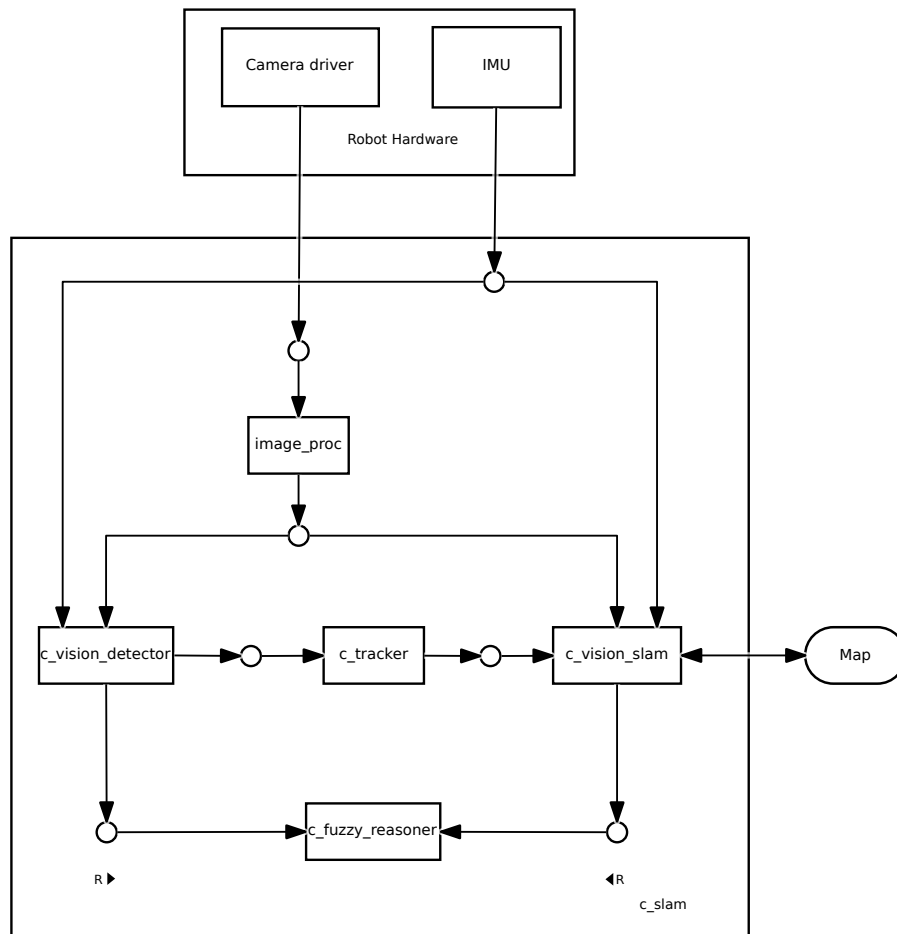 Camera driver
IMU
Robot Hardware
image_proc
c_vision_detector
c_tracker
c_vision_slam
Map
c_fuzzy_reasoner
R
R
c_slam